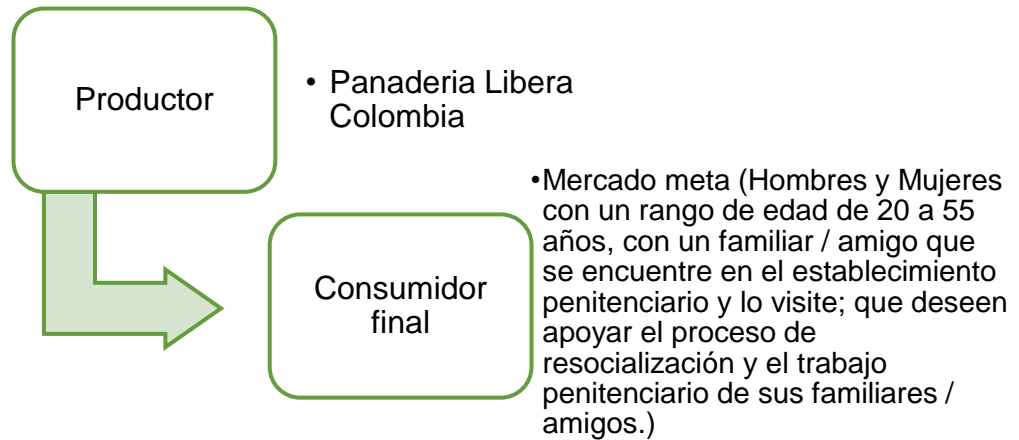 Productor
• Panaderia Libera
Colombia
Consumidor
final
•Mercado meta (Hombres y Mujeres
con un rango de edad de 20 a 55
años, con un familiar / amigo que
se encuentre en el establecimiento
penitenciario y lo visite; que deseen
apoyar el proceso de
resocialización y el trabajo
penitenciario de sus familiares /
amigos.)